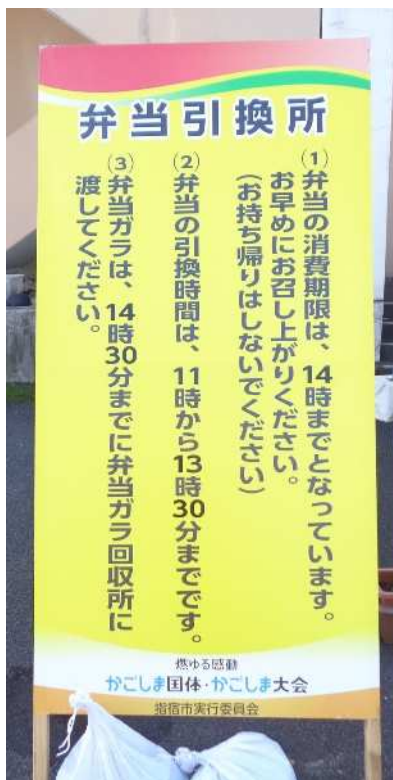 弁当引換所
(1)弁当の消費期限は、14時までとなっています。
お早めにお召し上がりください。
(お持ち帰りはしないでください)
(2)弁当の引換時間は、11時から13時30分までです。
(3)弁当ガラは、14時30分までに弁当ガラ回収所に
渡してください。
燃ゆる感動
かごしま国体・かごしま大会
指宿市実行委員会